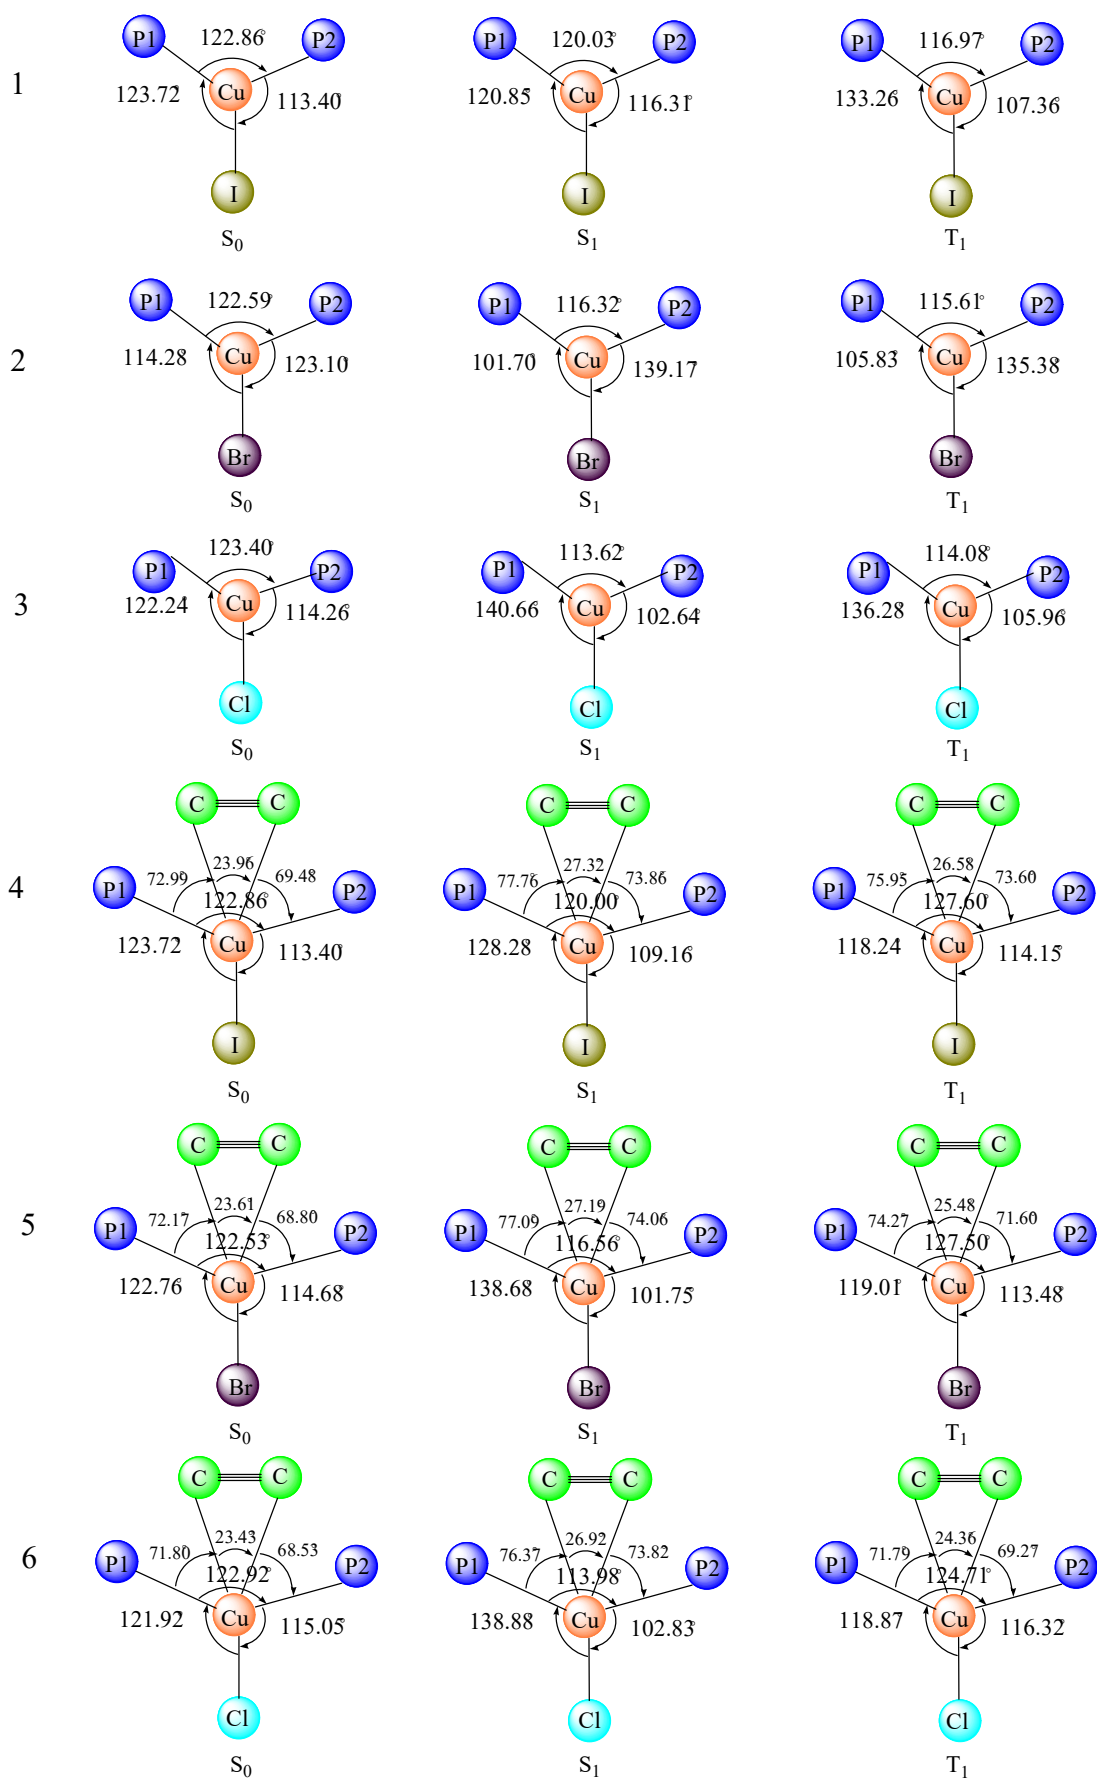 P1 122.86° P2 P1 120.03° P2 P1 116.97° P2
1 123.72° Cu 113.40° 120.85° Cu 116.31° 133.26° Cu 107.36°
I I I
S0 S1 T1
P1 122.59° P2 P1 116.32° P2 P1 115.61° P2
2 114.28 Cu 123.10° 101.70° Cu 139.17° 105.83° Cu 135.38°
Br Br Br
S0 S1 T1
P1 123.40° P2 P1 113.62° P2 P1 114.08° P2
3 122.24° Cu 114.26° 140.66° Cu 102.64° 136.28° Cu 105.96°
Cl Cl Cl
S0 S1 T1
C C C C C C
4 P1 72.99° 23.96° 69.48 P2 P1 77.76° 27.32 73.86° P2 P1 75.95° 26.58 73.60° P2
122.86° 120.00° 127.60°
123.72° Cu 113.40° 128.28° Cu 109.16° 118.24° Cu 114.15°
I I I
S0 S1 T1
C C C C C C
5 P1 72.17° 23.61 68.80° P2 P1 77.09° 27.19 74.06° P2 P1 74.27° 25.48 71.60° P2
122.53° 116.56° 127.50°
122.76° Cu 114.68° 138.68° Cu 101.75° 119.01° Cu 113.48°
Br Br Br
S0 S1 T1
C C C C C C
6 P1 71.80° 23.43° 68.53 P2 P1 76.37° 26.92° 73.82 P2 P1 71.79° 24.36° 69.27° P2
122.92° 113.98° 124.71°
121.92 Cu 115.05° 138.88 Cu 102.83° 118.87° Cu 116.32°
Cl Cl Cl
S0 S1 T1